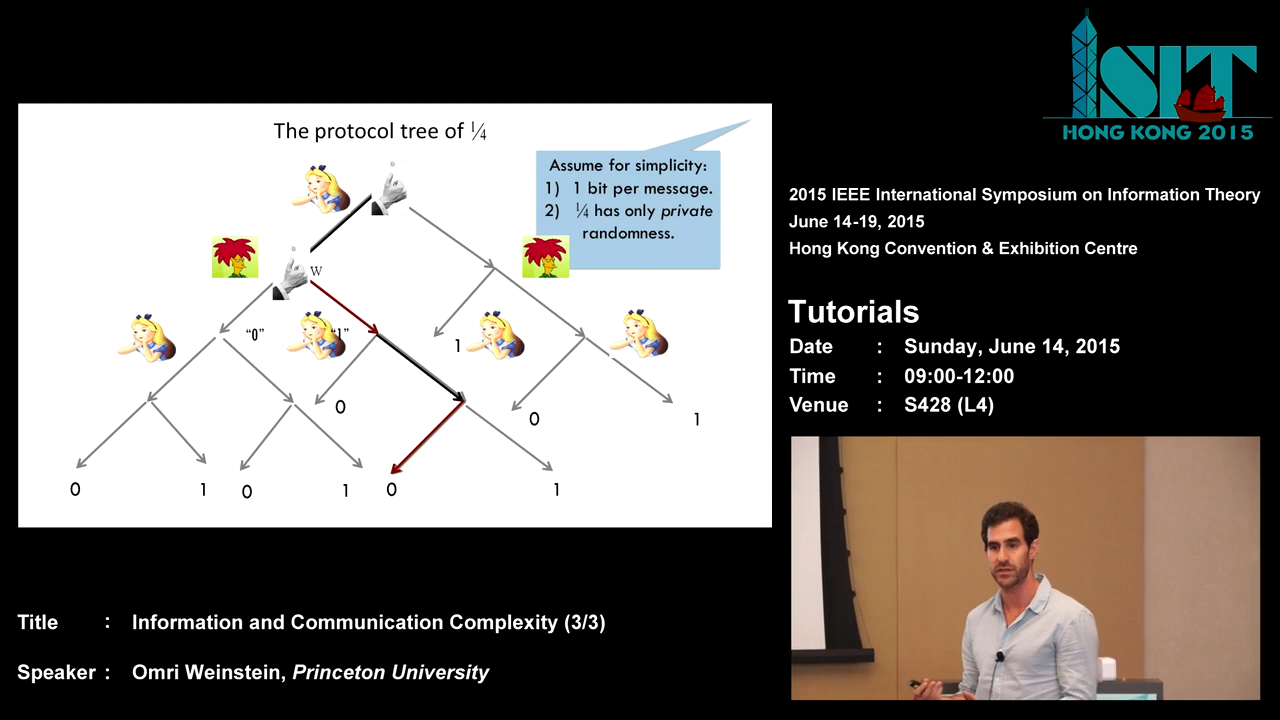 The protocol tree of ¼
Assume for simplicity:
1) 1 bit per message.
2) ¼ has only private
randomness.
W
“0”
1”
1
0
0
1
0
1
0
1
0
1
ISIT
HONG KONG 2015
2015 IEEE International Symposium on Information Theory
June 14-19, 2015
Hong Kong Convention & Exhibition Centre
Tutorials
Date : Sunday, June 14, 2015
Time : 09:00-12:00
Venue : S428 (L4)
Title : Information and Communication Complexity (3/3)
Speaker : Omri Weinstein, Princeton University